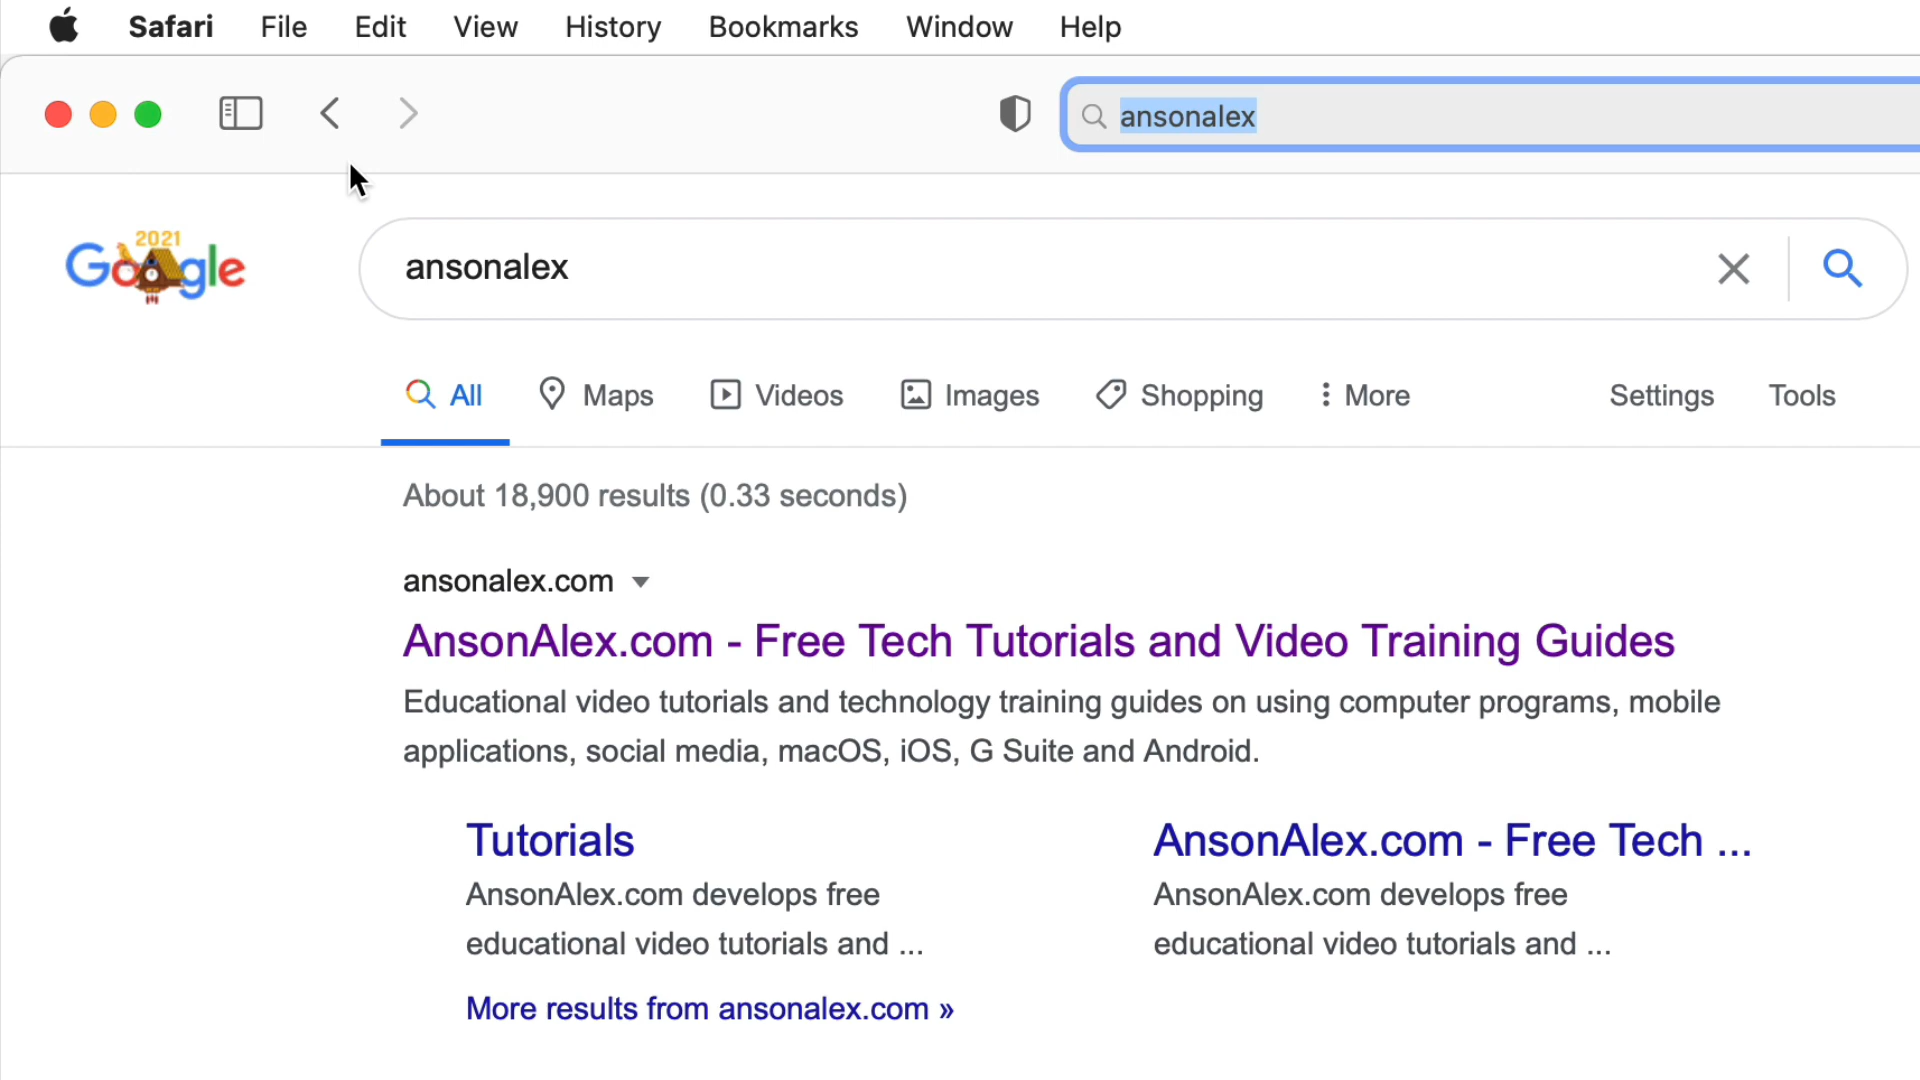 Safari File Edit View History Bookmarks Window Help
ansonalex
2021
Google
ansonalex
All Maps Videos Images Shopping More Settings Tools
About 18,900 results (0.33 seconds)
ansonalex.com
AnsonAlex.com - Free Tech Tutorials and Video Training Guides
Educational video tutorials and technology training guides on using computer programs, mobile
applications, social media, macOS, iOS, G Suite and Android.
Tutorials
AnsonAlex.com develops free
educational video tutorials and ...
AnsonAlex.com - Free Tech ...
AnsonAlex.com develops free
educational video tutorials and ...
More results from ansonalex.com »